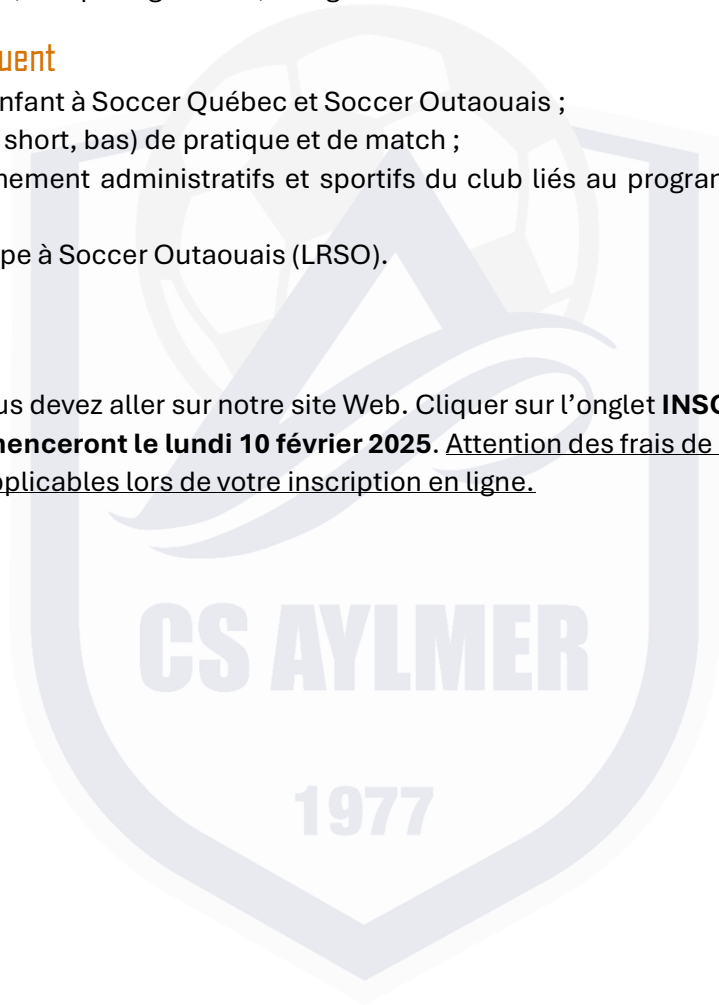 uent
nfant à Soccer Québec et Soccer Outaouais ;
short, bas) de pratique et de match ;
nement administratifs et sportifs du club liés au progran
pe à Soccer Outaouais (LRSO).
us devez aller sur notre site Web. Cliquer sur l’onglet INSC
menceront le lundi 10 février 2025. Attention des frais de
pplicables lors de votre inscription en ligne.
CS AYLMER
1977